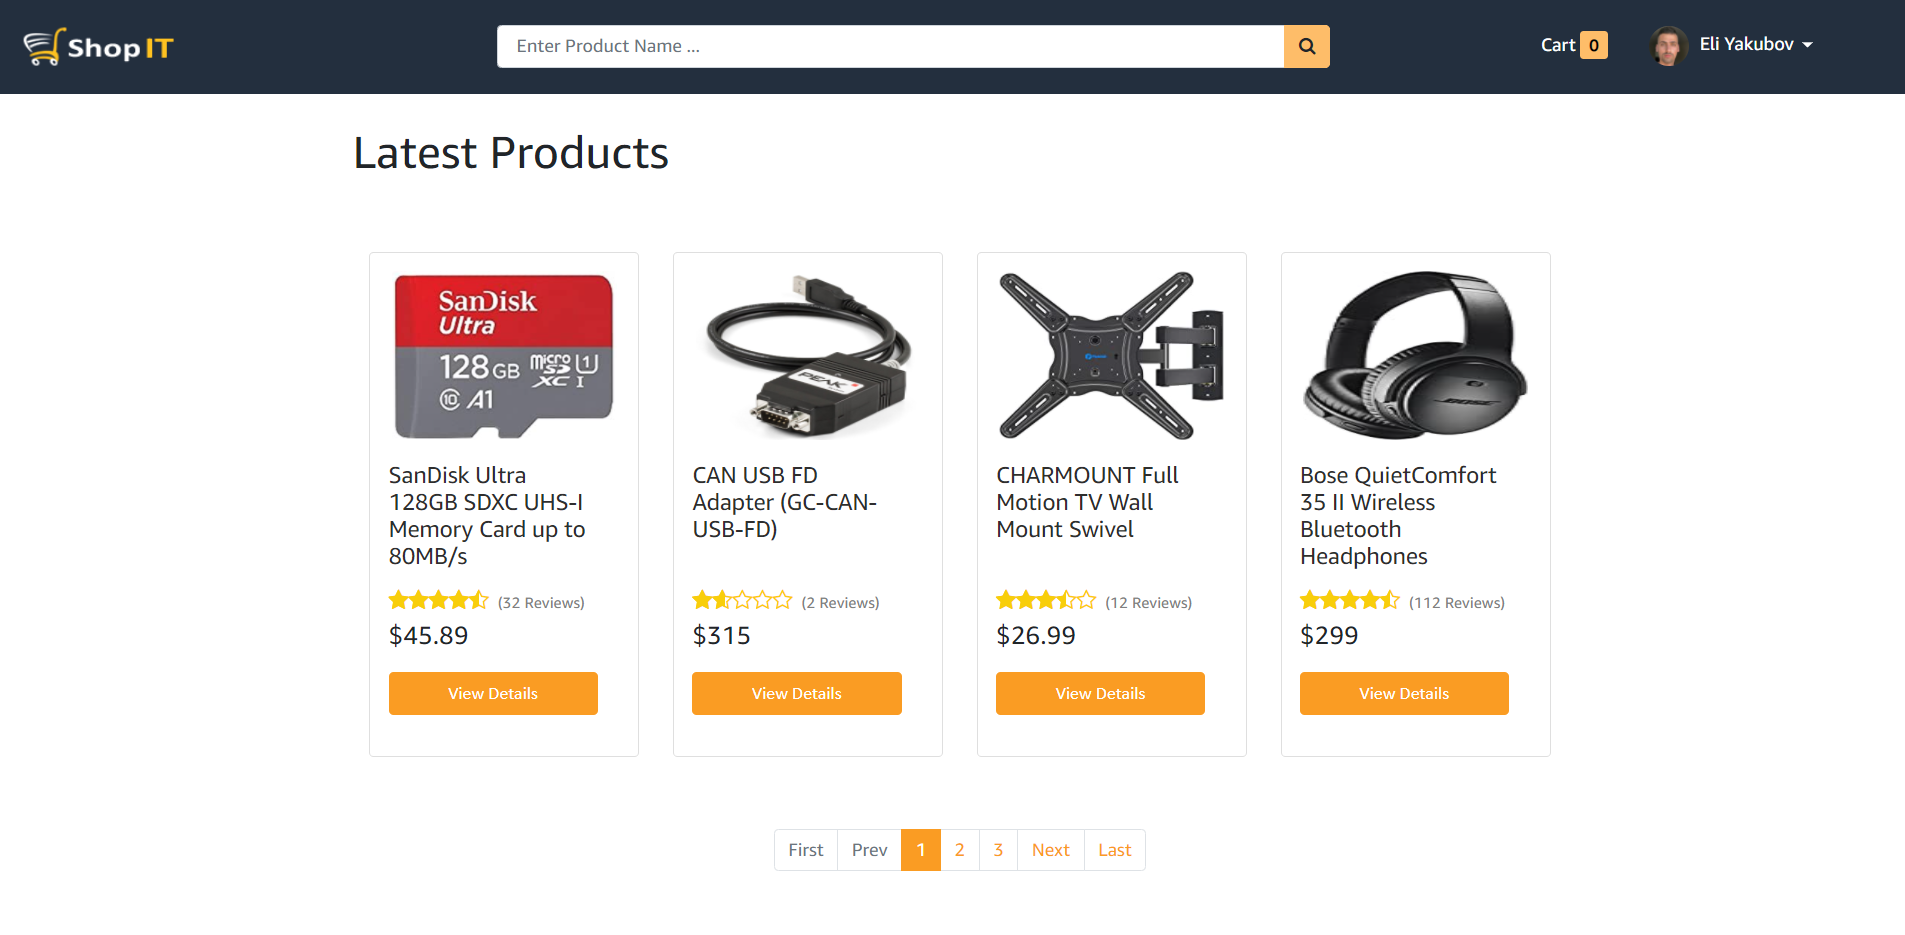 Shop IT
Enter Product Name ...
Cart 0
Eli Yakubov
Latest Products
SanDisk
Ultra
128GB micro SD XC U1 I
10 A1
SanDisk Ultra
128GB SDXC UHS-I
Memory Card up to
80MB/s
(32 Reviews)
$45.89
View Details
PEAK
CAN USB FD
Adapter (GC-CAN-
USB-FD)
(2 Reviews)
$315
View Details
CHARMOUNT Full
Motion TV Wall
Mount Swivel
(12 Reviews)
$26.99
View Details
BOSE
Bose QuietComfort
35 II Wireless
Bluetooth
Headphones
(112 Reviews)
$299
View Details
First Prev 1 2 3 Next Last